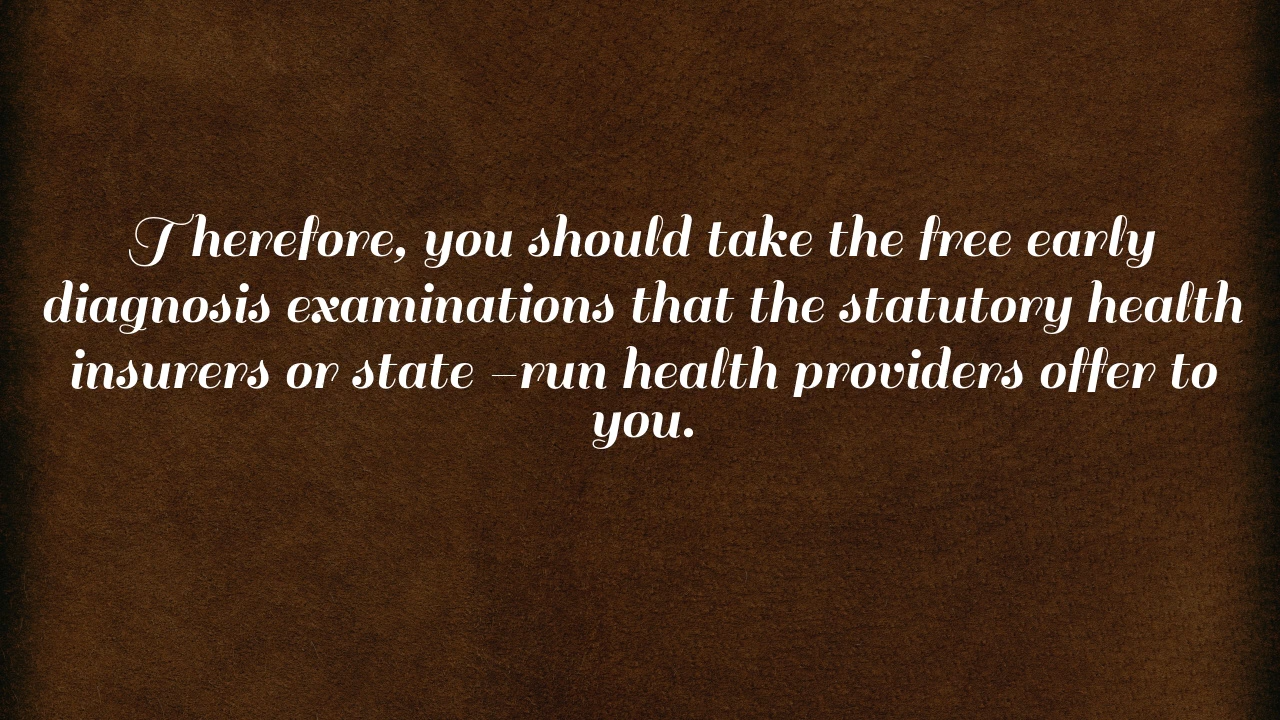 Therefore, you should take the free early
diagnosis examinations that the statutory health
insurers or state –run health providers offer to
you.